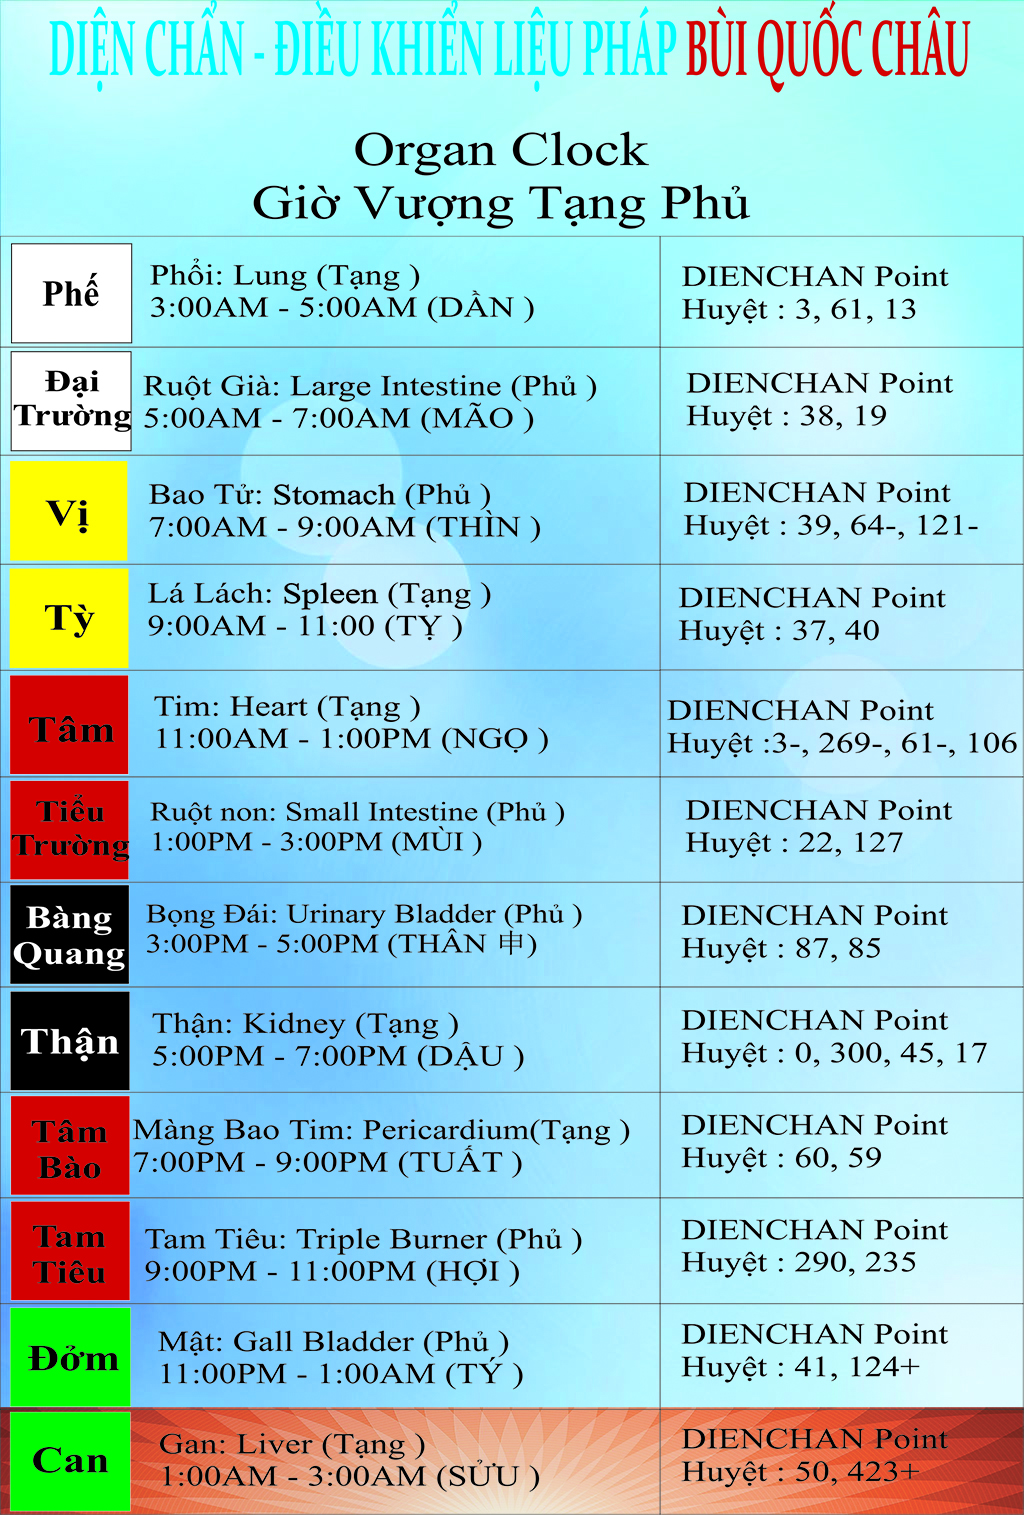 DIỆN CHẨN - ĐIỀU KHIỂN LIỆU PHÁP BÙI QUỐC CHÂU
Organ Clock
Giờ Vượng Tạng Phủ
Phế
Phổi: Lung (Tạng )
3:00AM - 5:00AM (DẦN )
DIENCHAN Point
Huyệt : 3, 61, 13
Đại
Trường
Ruột Già: Large Intestine (Phủ )
5:00AM - 7:00AM (MÃO )
DIENCHAN Point
Huyệt : 38, 19
Vị
Bao Tử: Stomach (Phủ )
7:00AM - 9:00AM (THÌN )
DIENCHAN Point
Huyệt : 39, 64-, 121-
Tỳ
Lá Lách: Spleen (Tạng )
9:00AM - 11:00 (TỴ )
DIENCHAN Point
Huyệt : 37, 40
Tâm
Tim: Heart (Tạng )
11:00AM - 1:00PM (NGỌ )
DIENCHAN Point
Huyệt :3-, 269-, 61-, 106
Tiểu
Trường
Ruột non: Small Intestine (Phủ )
1:00PM - 3:00PM (MÙI )
DIENCHAN Point
Huyệt : 22, 127
Bàng
Quang
Bọng Đái: Urinary Bladder (Phủ )
3:00PM - 5:00PM (THÂN 申)
DIENCHAN Point
Huyệt : 87, 85
Thận
Thận: Kidney (Tạng )
5:00PM - 7:00PM (DẬU )
DIENCHAN Point
Huyệt : 0, 300, 45, 17
Tâm
Bào
Màng Bao Tim: Pericardium(Tạng )
7:00PM - 9:00PM (TUẤT )
DIENCHAN Point
Huyệt : 60, 59
Tam
Tiêu
Tam Tiêu: Triple Burner (Phủ )
9:00PM - 11:00PM (HỢI )
DIENCHAN Point
Huyệt : 290, 235
Đởm
Mật: Gall Bladder (Phủ )
11:00PM - 1:00AM (TÝ )
DIENCHAN Point
Huyệt : 41, 124+
Can
Gan: Liver (Tạng )
1:00AM - 3:00AM (SỬU )
DIENCHAN Point
Huyệt : 50, 423+